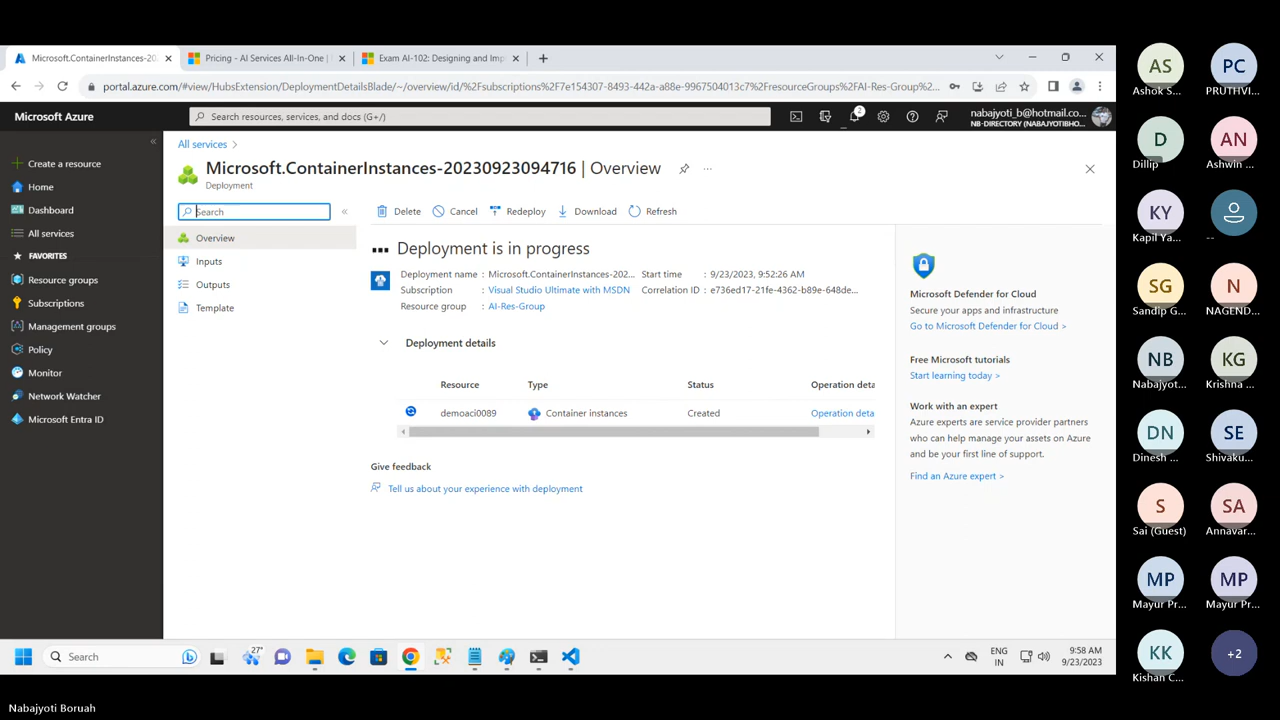 Microsoft.ContainerInstances-202...
Pricing - AI Services All-In-One |
Exam AI-102: Designing and Imp
portal.azure.com/#view/HubsExtension/DeploymentDetailsBlade/~/overview/id/%2Fsubscriptions%2F7e154307-8493-442a-a88e-9967504013c7%2FresourceGroups%2FAI-Res-Group%2...
Microsoft Azure
Search resources, services, and docs (G+/)
2
nabajyoti_b@hotmail.co...
NB-DIRECTORY (NABAJYOTIBHO...
Create a resource
Home
Dashboard
All services
FAVORITES
Resource groups
Subscriptions
Management groups
Policy
Monitor
Network Watcher
Microsoft Entra ID
All services >
Microsoft.ContainerInstances-20230923094716 | Overview
Deployment
Search
Overview
Inputs
Outputs
Template
Delete
Cancel
Redeploy
Download
Refresh
Deployment is in progress
Deployment name : Microsoft.ContainerInstances-202...
Start time : 9/23/2023, 9:52:26 AM
Subscription : Visual Studio Ultimate with MSDN
Correlation ID : e736ed17-21fe-4362-b89e-648de...
Resource group : AI-Res-Group
Deployment details
Resource Type Status Operation deta
demoaci0089 Container instances Created Operation deta
Give feedback
Tell us about your experience with deployment
Microsoft Defender for Cloud
Secure your apps and infrastructure
Go to Microsoft Defender for Cloud >
Free Microsoft tutorials
Start learning today >
Work with an expert
Azure experts are service provider partners
who can help manage your assets on Azure
and be your first line of support.
Find an Azure expert >
Search
27°
ENG
IN
9:58 AM
9/23/2023
AS
Ashok S...
PC
PRUTHVI...
D
Dillip
AN
Ashwin ...
KY
Kapil Ya...
--
SG
Sandip G...
N
NAGEND...
NB
Nabajyot...
KG
Krishna ...
DN
Dinesh ...
SE
Shivaku...
S
Sai (Guest)
SA
Annavar...
MP
Mayur Pr...
MP
Mayur Pr...
KK
Kishan C...
+2
Nabajyoti Boruah